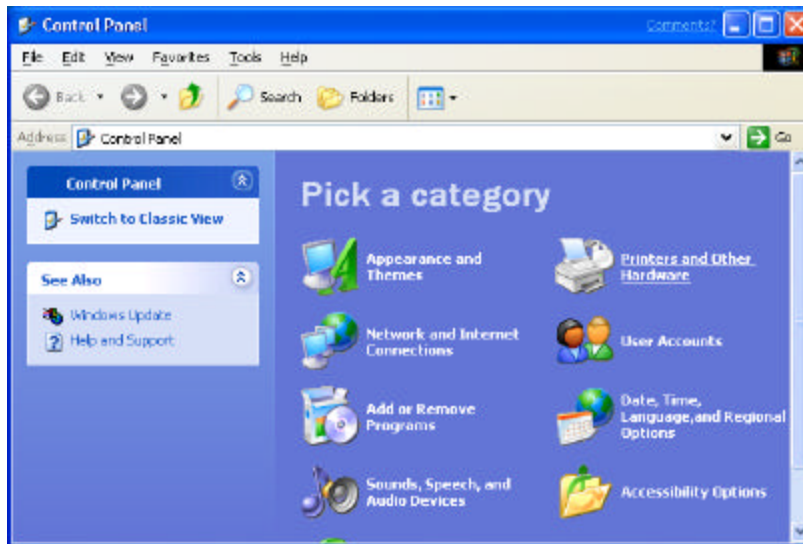 Control Panel
Comments?
File Edit View Favorites Tools Help
Back Search Folders
Address Control Panel Go
Control Panel
Switch to Classic View
See Also
Windows Update
Help and Support
Pick a category
Appearance and
Themes
Printers and Other
Hardware
Network and Internet
Connections
User Accounts
Add or Remove
Programs
Date, Time,
Language,and Regional
Options
Sounds, Speech, and
Audio Devices
Accessibility Options